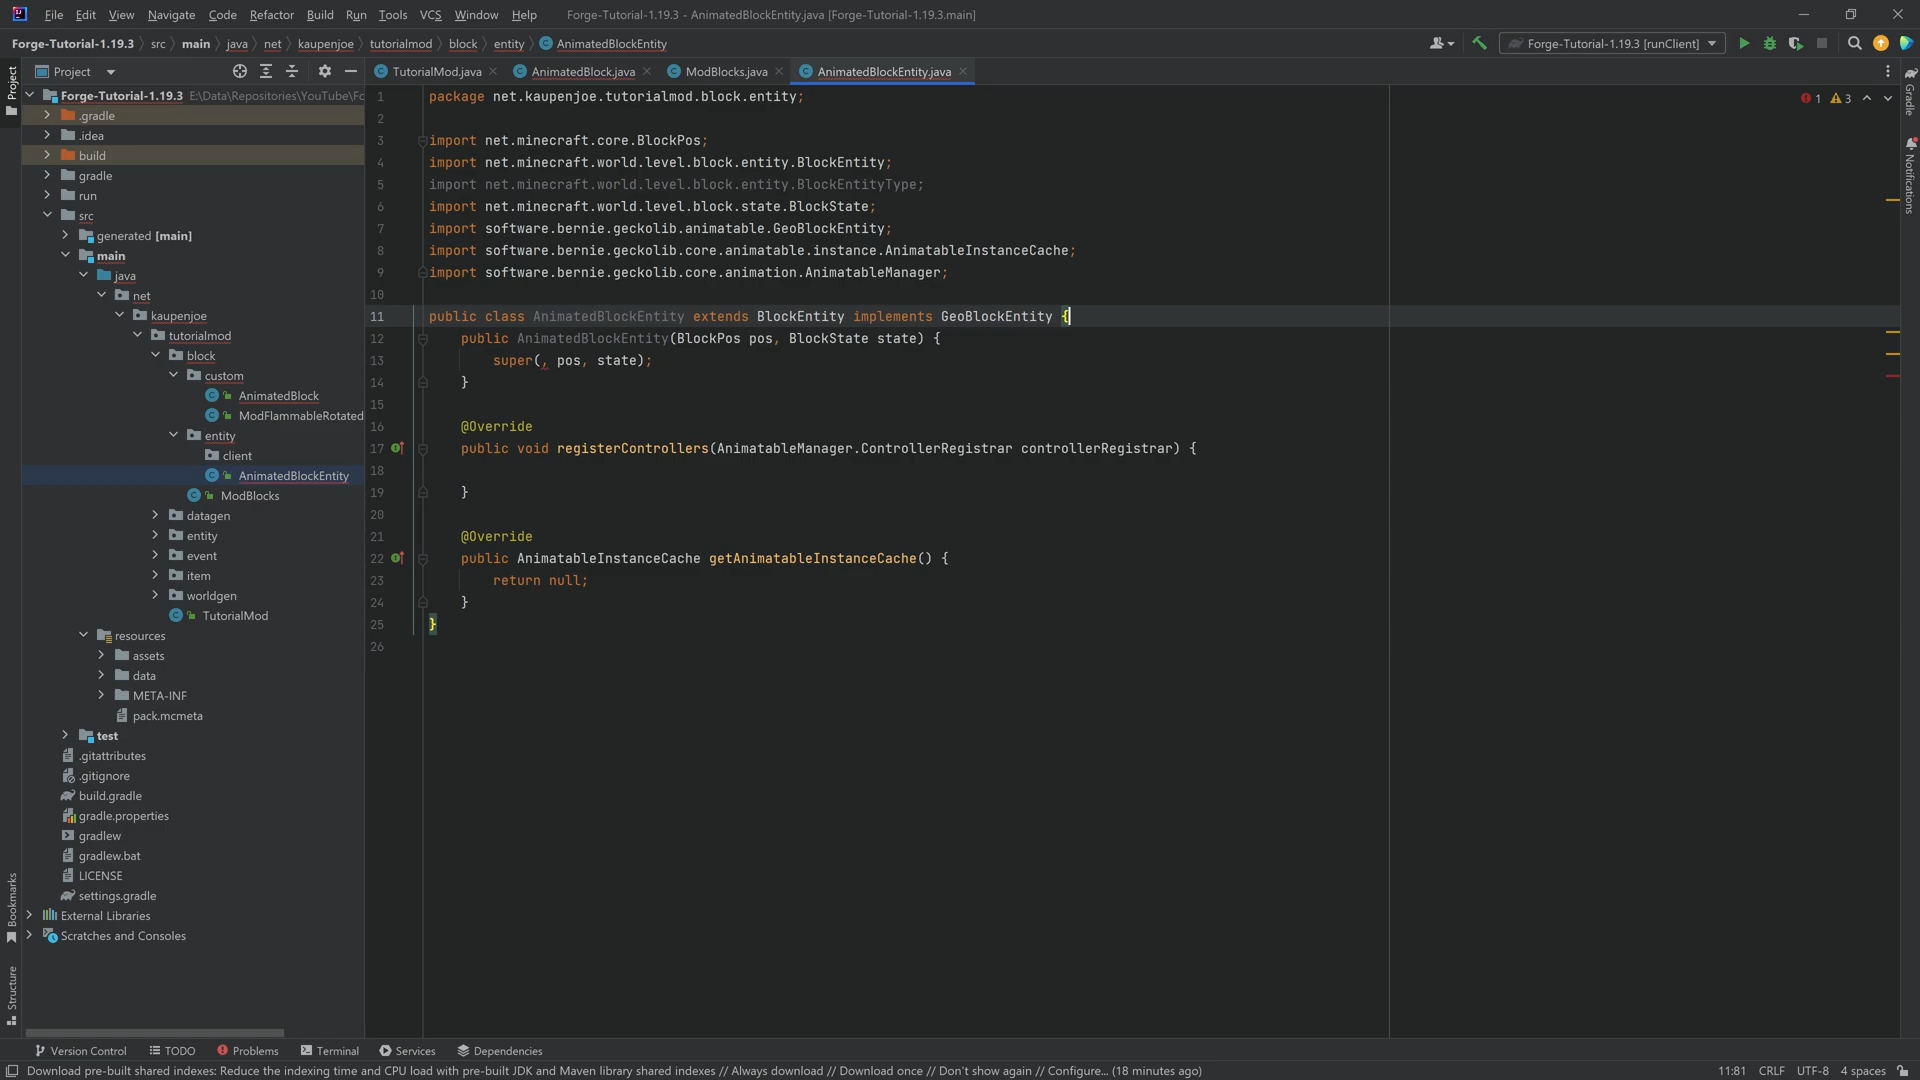 File Edit View Navigate Code Refactor Build Run Tools VCS Window Help Forge-Tutorial-1.19.3 - AnimatedBlockEntity.java [Forge-Tutorial-1.19.3.main]
Forge-Tutorial-1.19.3 src main java net kaupenjoe tutorialmod block entity AnimatedBlockEntity Forge-Tutorial-1.19.3 [runClient]
Project TutorialMod.java AnimatedBlock.java ModBlocks.java AnimatedBlockEntity.java
Project
Gradle
Notifications
Bookmarks
Structure
Forge-Tutorial-1.19.3 E:\Data\Repositories\YouTube\Fo
.gradle
.idea
build
gradle
run
src
generated [main]
main
java
net
kaupenjoe
tutorialmod
block
custom
AnimatedBlock
ModFlammableRotated
entity
client
AnimatedBlockEntity
ModBlocks
datagen
entity
event
item
worldgen
TutorialMod
resources
assets
data
META-INF
pack.mcmeta
test
.gitattributes
.gitignore
build.gradle
gradle.properties
gradlew
gradlew.bat
LICENSE
settings.gradle
External Libraries
Scratches and Consoles
1 package net.kaupenjoe.tutorialmod.block.entity;
1 3
2
3 import net.minecraft.core.BlockPos;
4 import net.minecraft.world.level.block.entity.BlockEntity;
5 import net.minecraft.world.level.block.entity.BlockEntityType;
6 import net.minecraft.world.level.block.state.BlockState;
7 import software.bernie.geckolib.animatable.GeoBlockEntity;
8 import software.bernie.geckolib.core.animatable.instance.AnimatableInstanceCache;
9 import software.bernie.geckolib.core.animation.AnimatableManager;
10
11 public class AnimatedBlockEntity extends BlockEntity implements GeoBlockEntity {
12 public AnimatedBlockEntity(BlockPos pos, BlockState state) {
13 super(, pos, state);
14 }
15
16 @Override
17 public void registerControllers(AnimatableManager.ControllerRegistrar controllerRegistrar) {
18
19 }
20
21 @Override
22 public AnimatableInstanceCache getAnimatableInstanceCache() {
23 return null;
24 }
25 }
26
Version Control TODO Problems Terminal Services Dependencies
Download pre-built shared indexes: Reduce the indexing time and CPU load with pre-built JDK and Maven library shared indexes // Always download // Download once // Don't show again // Configure... (18 minutes ago) 11:81 CRLF UTF-8 4 spaces